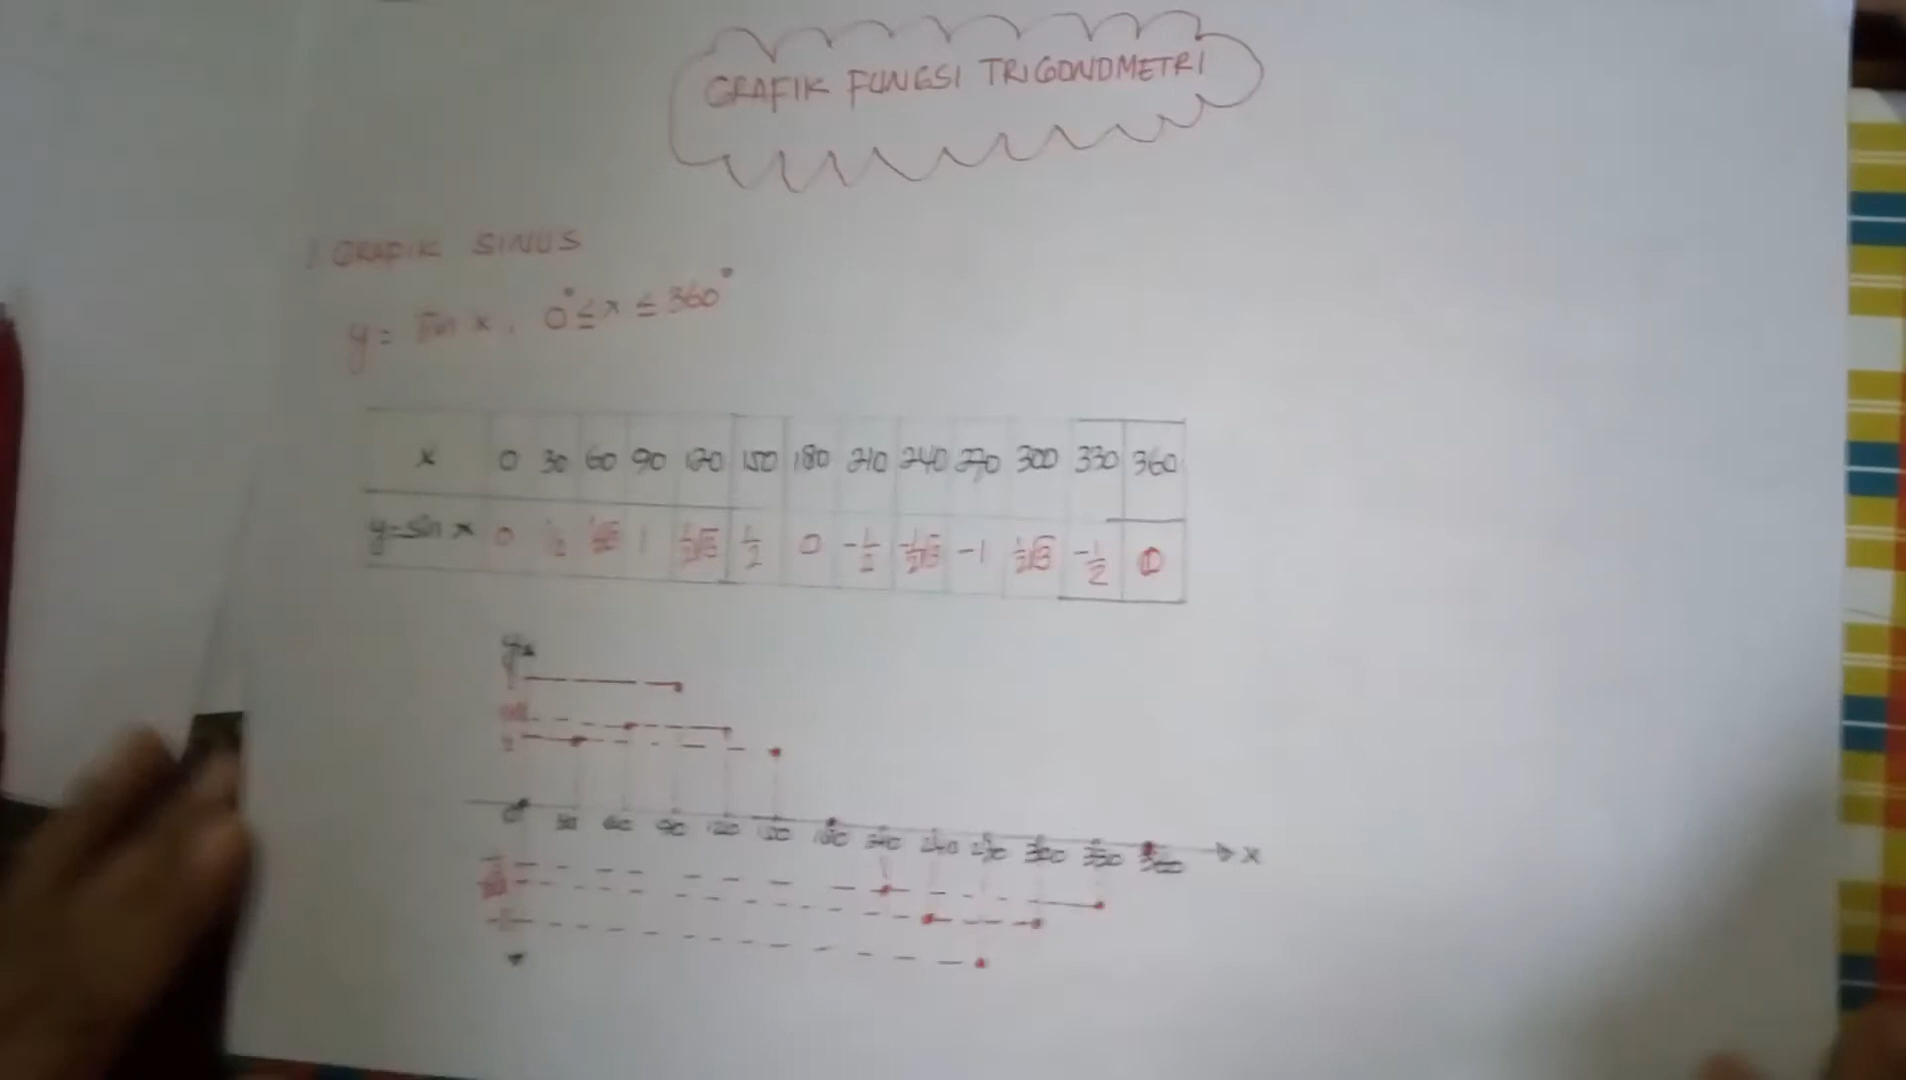 GRAFIK FUNGSI TRIGONOMETRI
1 GRAFIK SINUS
y = sin x , 0° ≤ x ≤ 360°
x 0 30 60 90 120 150 180 210 240 270 300 330 360
y=sin x 0 1/2 1/2√3 1 1/2√3 1/2 0 -1/2 -1/2√3 -1 1/2√3 -1/2 0
y
0 30 60 90 120 150 180 240 270 300 330 360 x